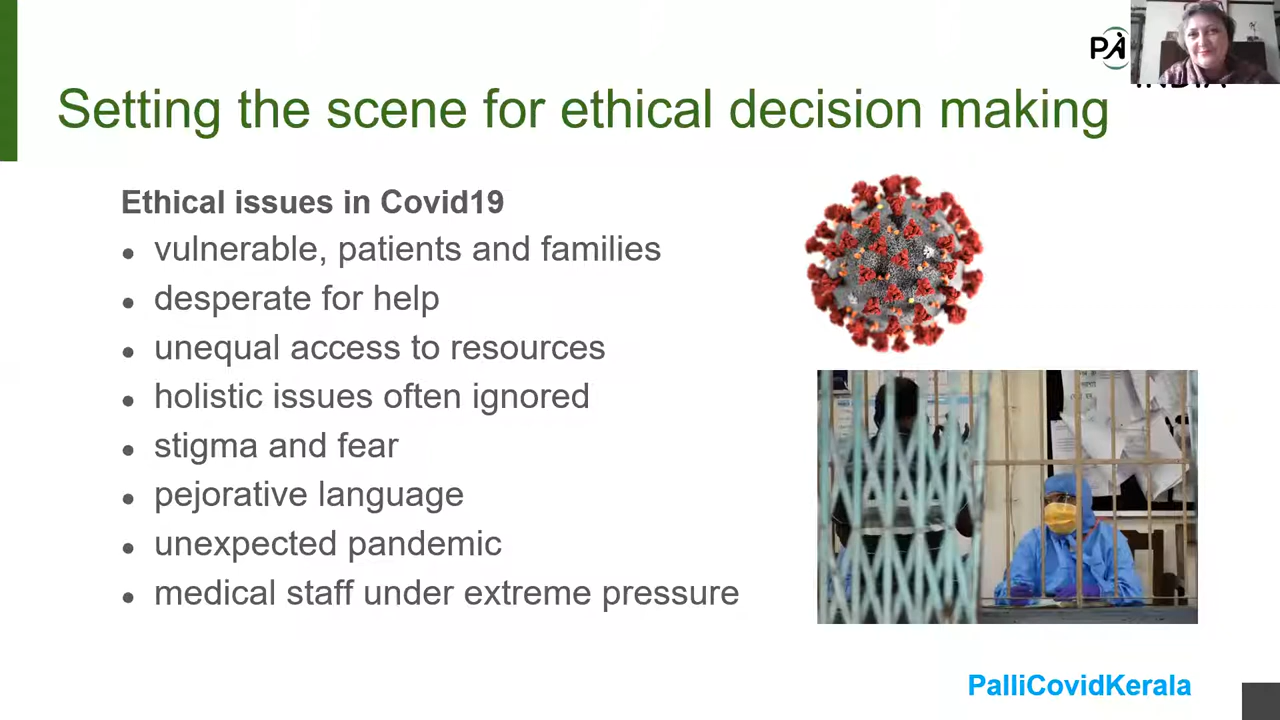 PA
INDIA
Setting the scene for ethical decision making
Ethical issues in Covid19
• vulnerable, patients and families
• desperate for help
• unequal access to resources
• holistic issues often ignored
• stigma and fear
• pejorative language
• unexpected pandemic
• medical staff under extreme pressure
PalliCovidKerala